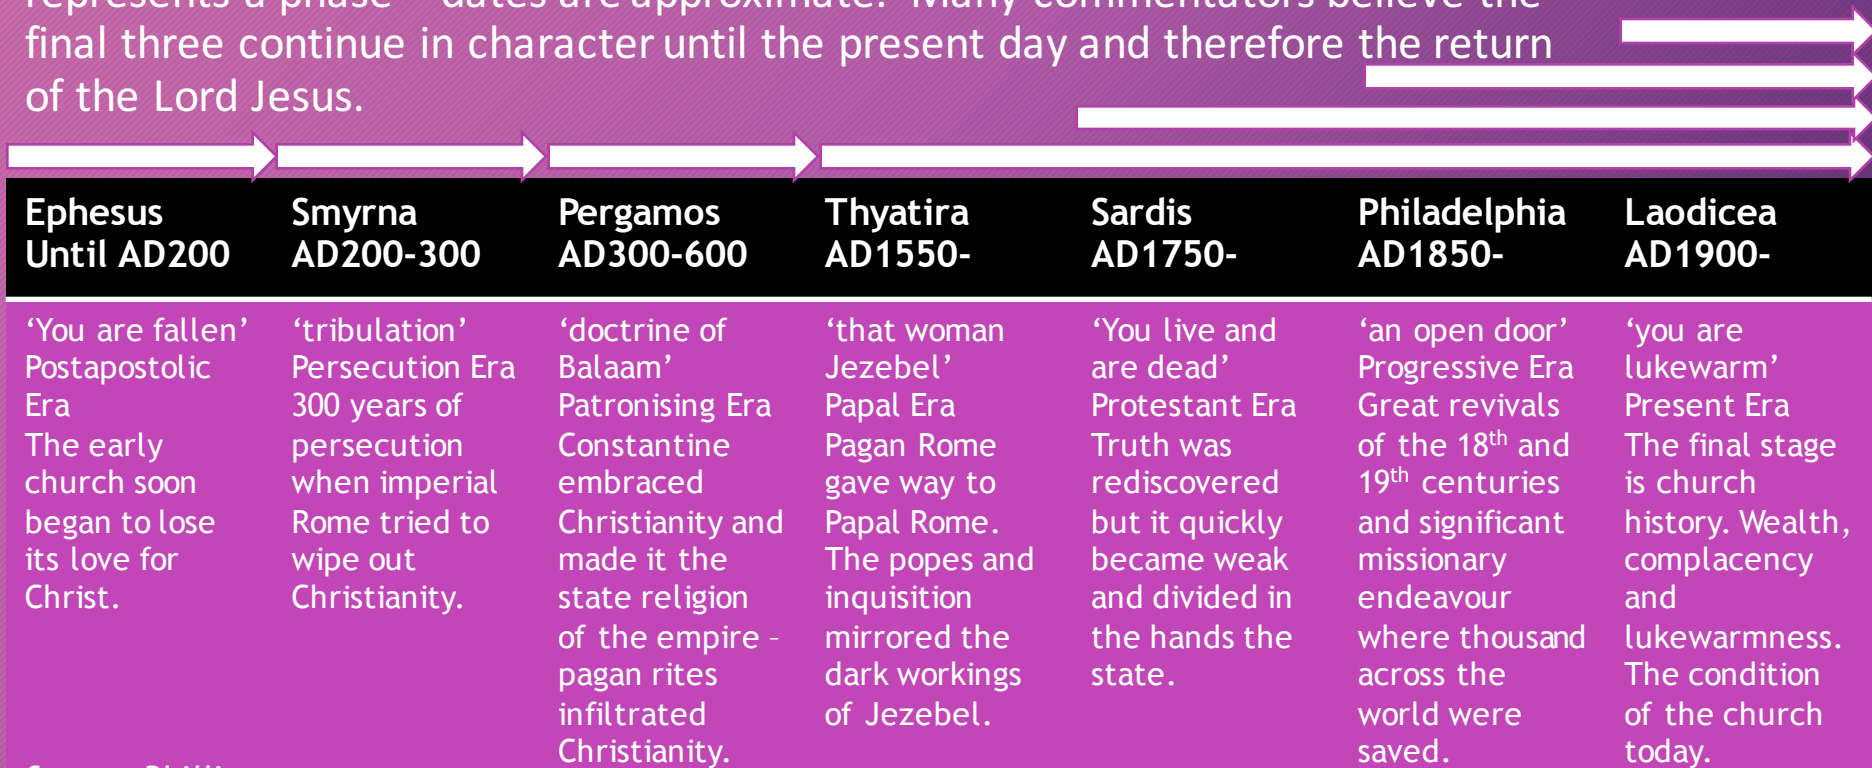 represents a phase – dates are approximate. Many commentators believe the
final three continue in character until the present day and therefore the return
of the Lord Jesus.
Ephesus
Until AD200
Smyrna
AD200-300
Pergamos
AD300-600
Thyatira
AD1550-
Sardis
AD1750-
Philadelphia
AD1850-
Laodicea
AD1900-
‘You are fallen’
Postapostolic
Era
The early
church soon
began to lose
its love for
Christ.
‘tribulation’
Persecution Era
300 years of
persecution
when imperial
Rome tried to
wipe out
Christianity.
‘doctrine of
Balaam’
Patronising Era
Constantine
embraced
Christianity and
made it the
state religion
of the empire –
pagan rites
infiltrated
Christianity.
‘that woman
Jezebel’
Papal Era
Pagan Rome
gave way to
Papal Rome.
The popes and
inquisition
mirrored the
dark workings
of Jezebel.
‘You live and
are dead’
Protestant Era
Truth was
rediscovered
but it quickly
became weak
and divided in
the hands the
state.
‘an open door’
Progressive Era
Great revivals
of the 18th and
19th centuries
and significant
missionary
endeavour
where thousand
across the
world were
saved.
‘you are
lukewarm’
Present Era
The final stage
is church
history. Wealth,
complacency
and
lukewarmness.
The condition
of the church
today.